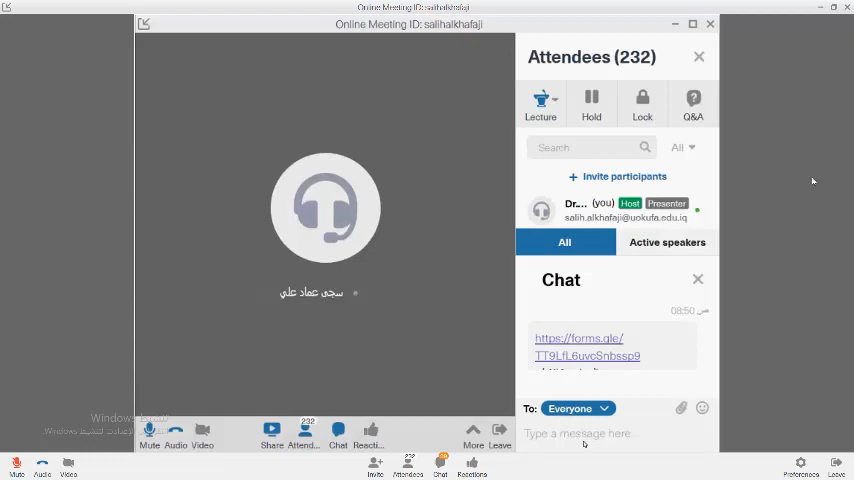 Online Meeting ID: salihalkhafaji
Online Meeting ID: salihalkhafaji
Attendees (232)
Lecture
Hold
Lock
Q&A
Search
All
+ Invite participants
Dr.... (you) Host Presenter
salih.alkhafaji@uokufa.edu.iq
All
Active speakers
سجى عماد علي
Chat
08:50 ص
https://forms.gle/
TT9LfL6uvcSnbssp9
To: Everyone
Type a message here...
232
Mute Audio Video
Share Attend... Chat Reacti...
More Leave
تنشيط Windows
232
29
Mute Audio Video
Invite Attendees Chat Reactions
Preferences Leave